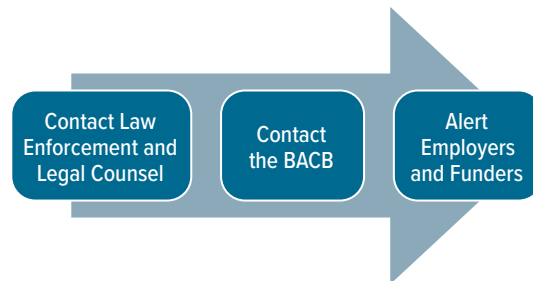 Contact Law
Enforcement and
Legal Counsel
Contact
the BACB
Alert
Employers
and Funders